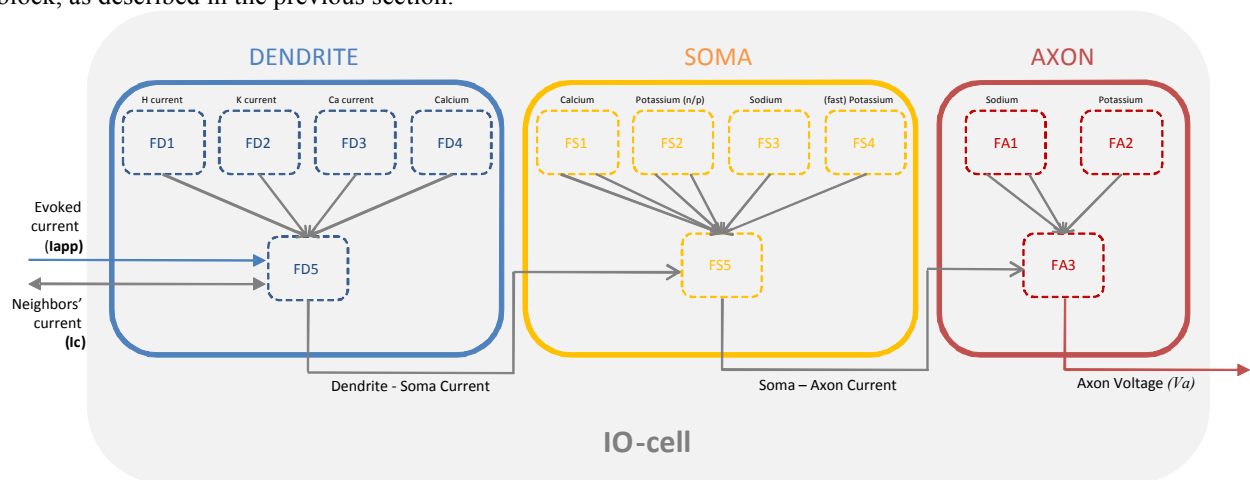 block, as described in the previous section.
DENDRITE
SOMA
AXON
H current
K current
Ca current
Calcium
Calcium
Potassium (n/p)
Sodium
(fast) Potassium
Sodium
Potassium
FD1
FD2
FD3
FD4
FS1
FS2
FS3
FS4
FA1
FA2
Evoked
current
(Iapp)
FD5
FS5
FA3
Neighbors'
current
(Ic)
Dendrite - Soma Current
Soma – Axon Current
Axon Voltage (Va)
IO-cell